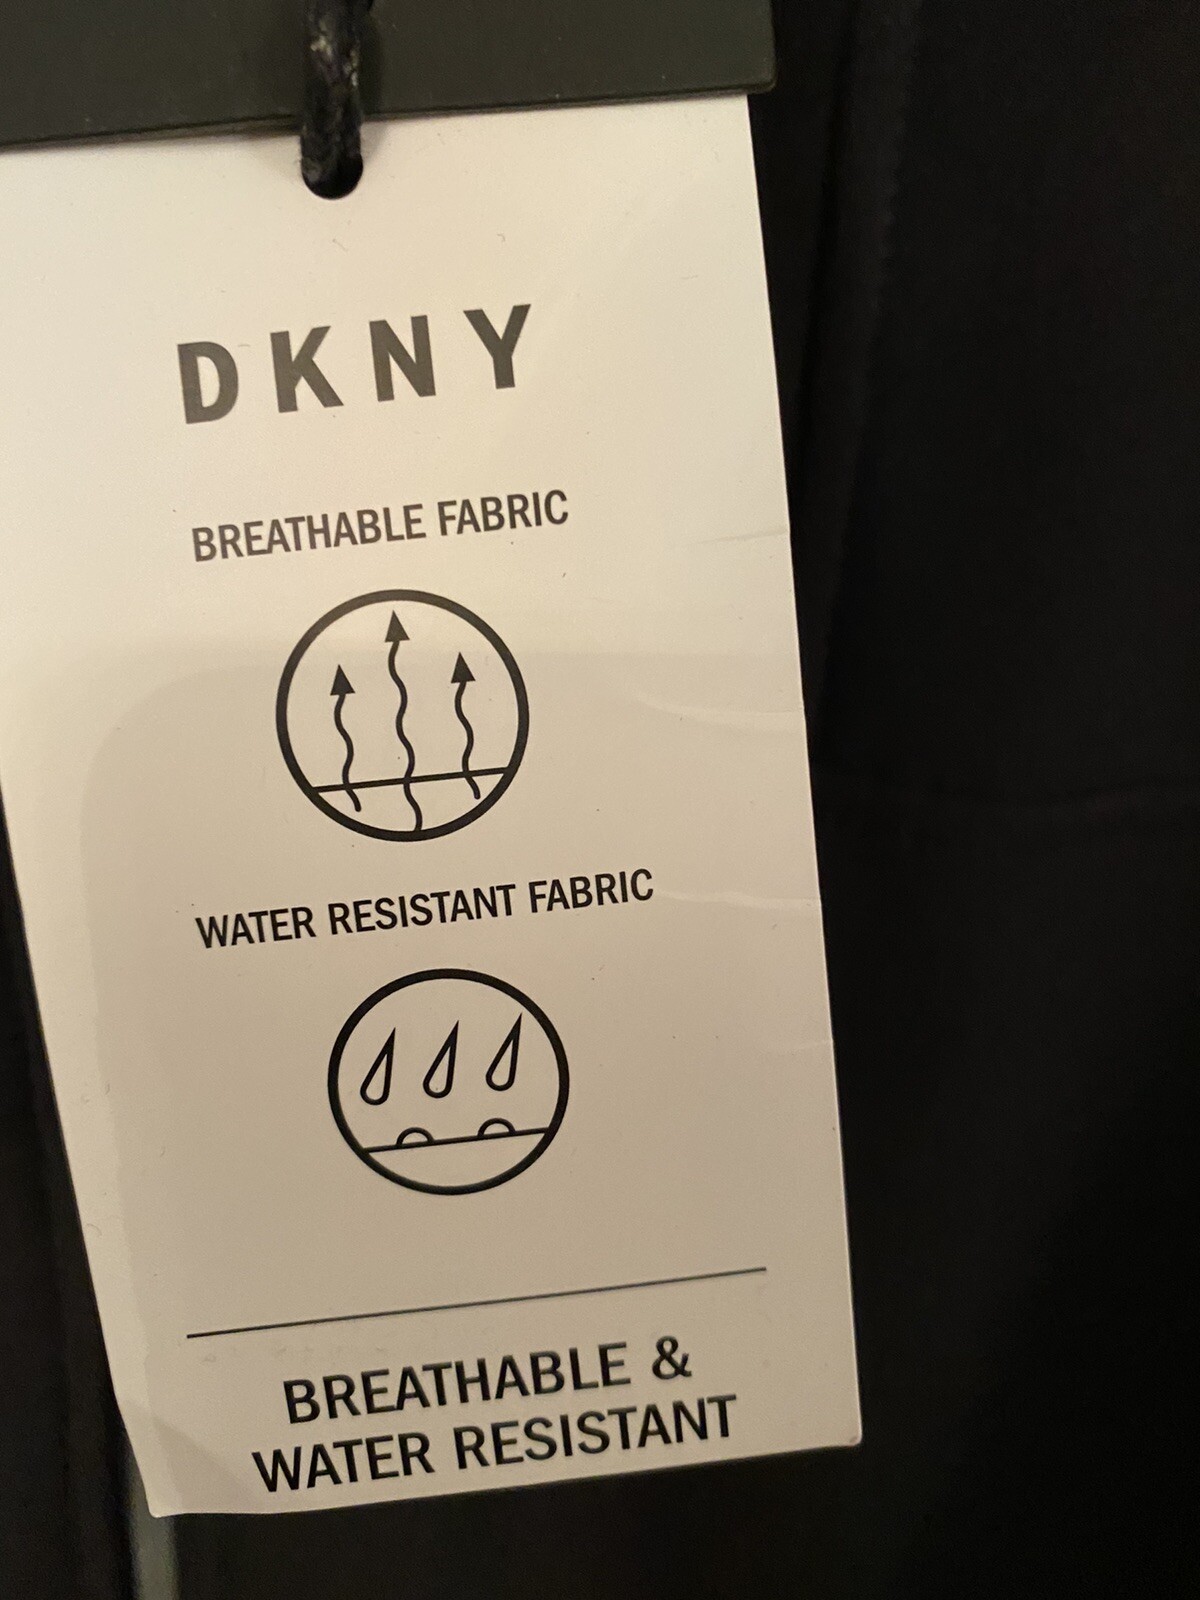 DKNY
BREATHABLE FABRIC
WATER RESISTANT FABRIC
BREATHABLE &
WATER RESISTANT